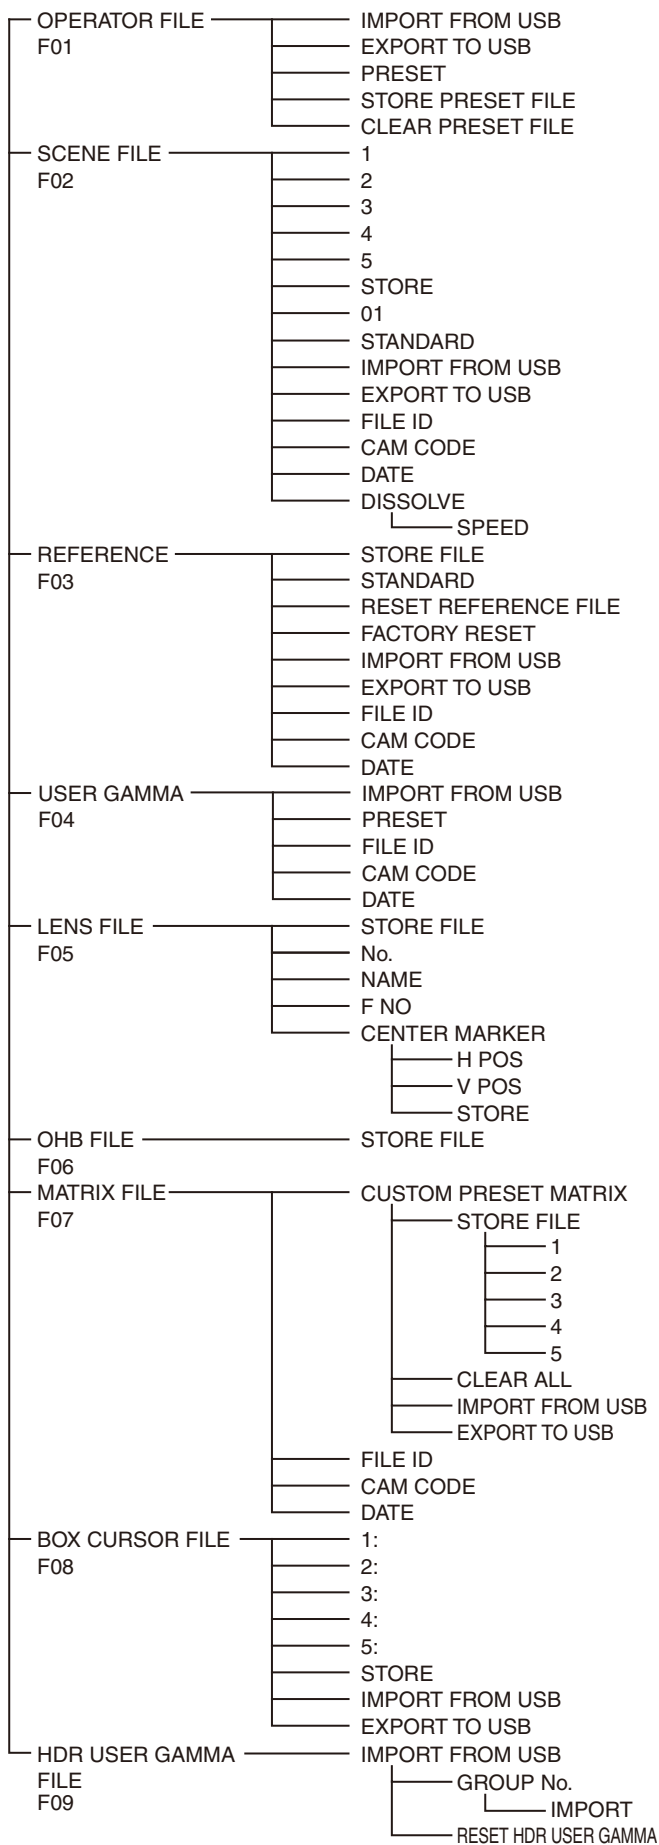 OPERATOR FILE
F01
IMPORT FROM USB
EXPORT TO USB
PRESET
STORE PRESET FILE
CLEAR PRESET FILE
SCENE FILE
F02
1
2
3
4
5
STORE
01
STANDARD
IMPORT FROM USB
EXPORT TO USB
FILE ID
CAM CODE
DATE
DISSOLVE
SPEED
REFERENCE
F03
STORE FILE
STANDARD
RESET REFERENCE FILE
FACTORY RESET
IMPORT FROM USB
EXPORT TO USB
FILE ID
CAM CODE
DATE
USER GAMMA
F04
IMPORT FROM USB
PRESET
FILE ID
CAM CODE
DATE
LENS FILE
F05
STORE FILE
No.
NAME
F NO
CENTER MARKER
H POS
V POS
STORE
OHB FILE
F06
STORE FILE
MATRIX FILE
F07
CUSTOM PRESET MATRIX
STORE FILE
1
2
3
4
5
CLEAR ALL
IMPORT FROM USB
EXPORT TO USB
FILE ID
CAM CODE
DATE
BOX CURSOR FILE
F08
1:
2:
3:
4:
5:
STORE
IMPORT FROM USB
EXPORT TO USB
HDR USER GAMMA
FILE
F09
IMPORT FROM USB
GROUP No.
IMPORT
RESET HDR USER GAMMA